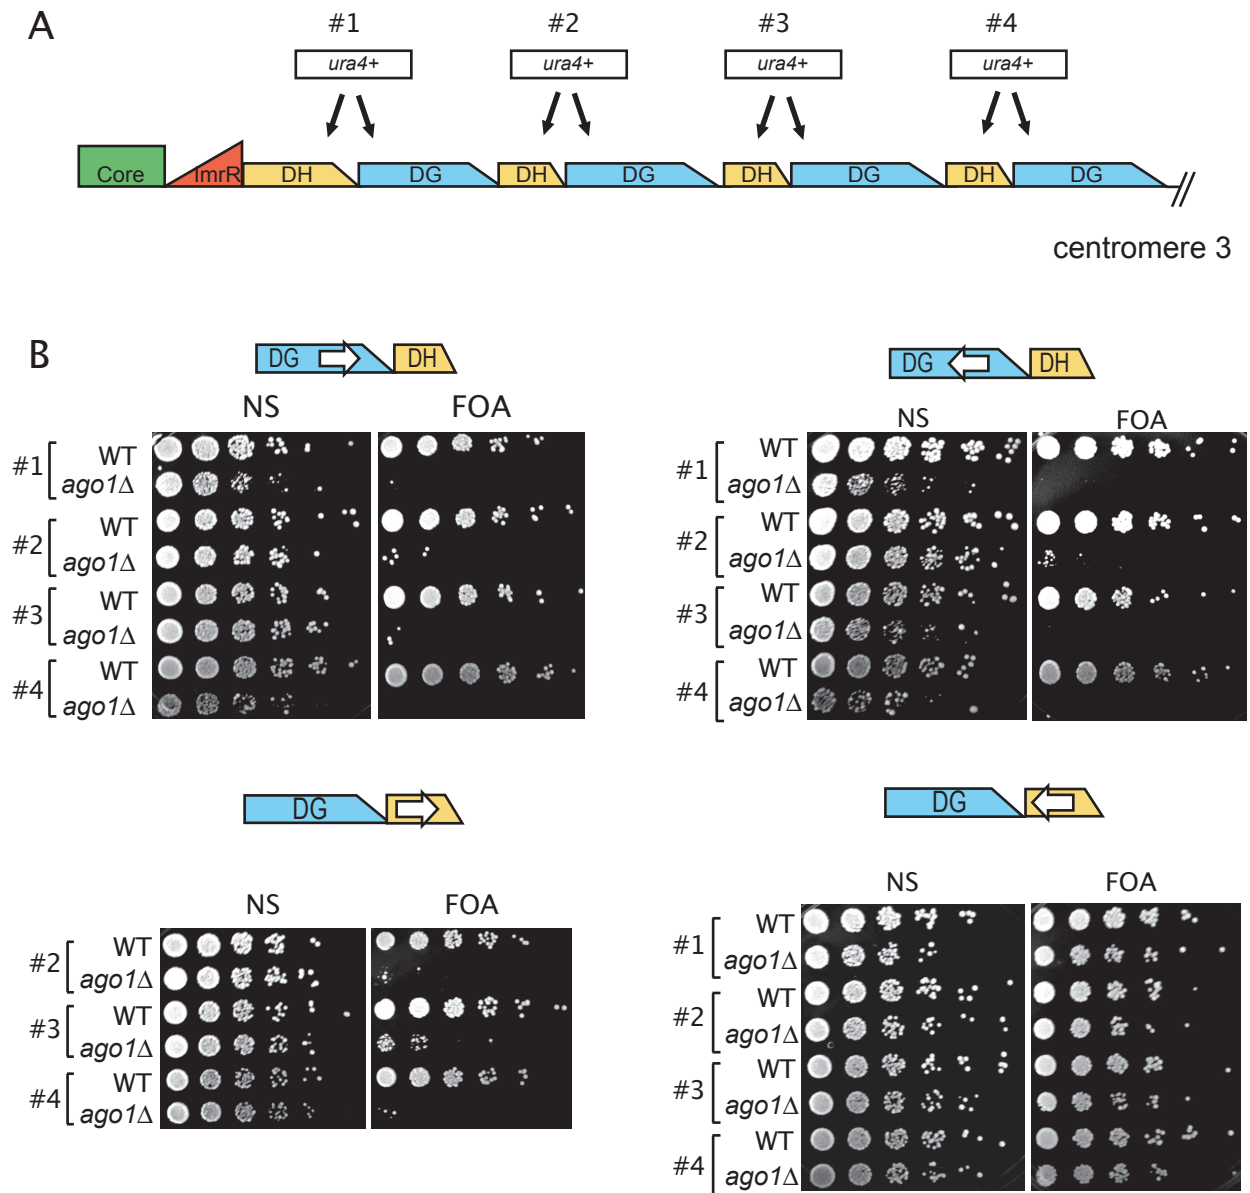 A
#1 #2 #3 #4
ura4+ ura4+ ura4+ ura4+
Core ImrR DH DG DH DG DH DG DH DG
centromere 3
B
DG DH
NS FOA
#1 WT
ago1Δ
#2 WT
ago1Δ
#3 WT
ago1Δ
#4 WT
ago1Δ
DG DH
NS FOA
#1 WT
ago1Δ
#2 WT
ago1Δ
#3 WT
ago1Δ
#4 WT
ago1Δ
DG
NS FOA
#2 WT
ago1Δ
#3 WT
ago1Δ
#4 WT
ago1Δ
DG
NS FOA
#1 WT
ago1Δ
#2 WT
ago1Δ
#3 WT
ago1Δ
#4 WT
ago1Δ